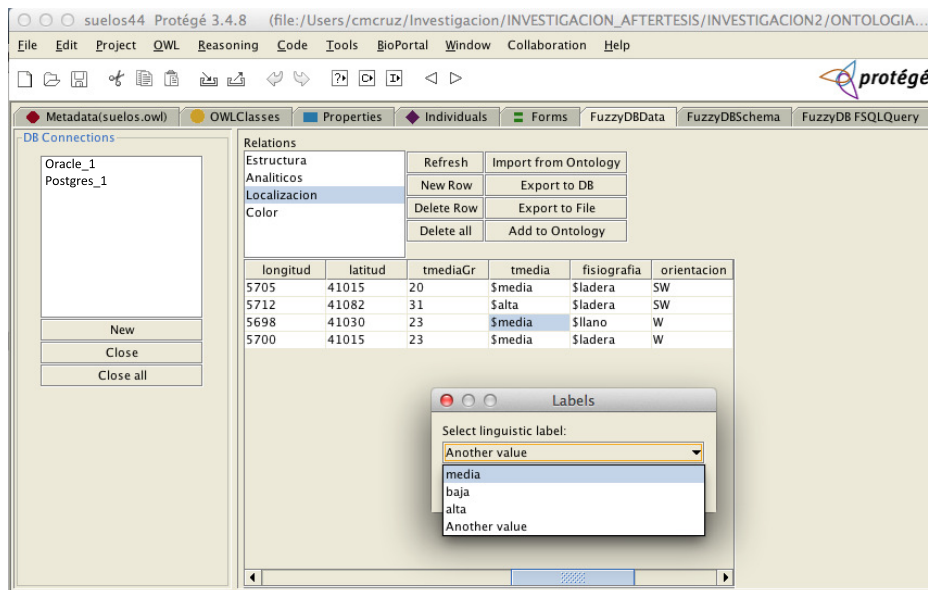 suelos44 Protégé 3.4.8 (file:/Users/cmcruz/Investigacion/INVESTIGACION_AFTERTESIS/INVESTIGACION2/ONTOLOGIA...
File Edit Project OWL Reasoning Code Tools BioPortal Window Collaboration Help
protégé
Metadata(suelos.owl) OWLClasses Properties Individuals Forms FuzzyDBData FuzzyDBSchema FuzzyDB FSQLQuery
DB Connections
Oracle_1
Postgres_1
New
Close
Close all
Relations
Estructura
Analiticos
Localizacion
Color
Refresh Import from Ontology
New Row Export to DB
Delete Row Export to File
Delete all Add to Ontology
longitud latitud tmediaGr tmedia fisiografia orientacion
5705 41015 20 $media $ladera SW
5712 41082 31 $alta $ladera SW
5698 41030 23 $media $llano W
5700 41015 23 $media $ladera W
Labels
Select linguistic label:
Another value
media
baja
alta
Another value